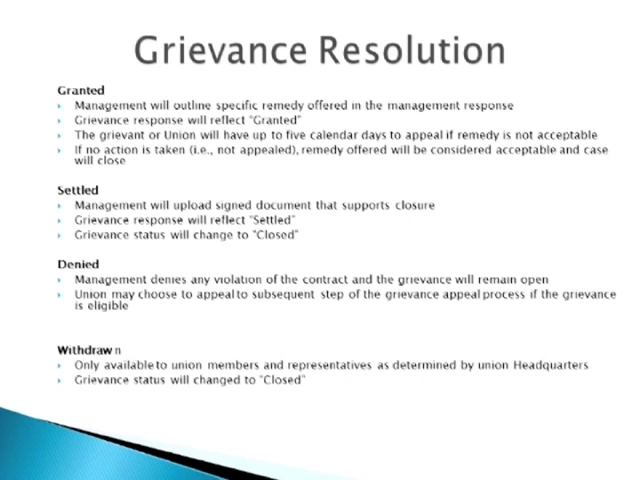 Grievance Resolution
Granted
Management will outline specific remedy offered in the management response
Grievance response will reflect "Granted"
The grievant or Union will have up to five calendar days to appeal if remedy is not acceptable
If no action is taken (i.e., not appealed), remedy offered will be considered acceptable and case
will close
Settled
Management will upload signed document that supports closure
Grievance response will reflect "Settled"
Grievance status will change to "Closed"
Denied
Management denies any violation of the contract and the grievance will remain open
Union may choose to appeal to subsequent step of the grievance appeal process if the grievance
is eligible
Withdrawn
Only available to union members and representatives as determined by union Headquarters
Grievance status will changed to "Closed"